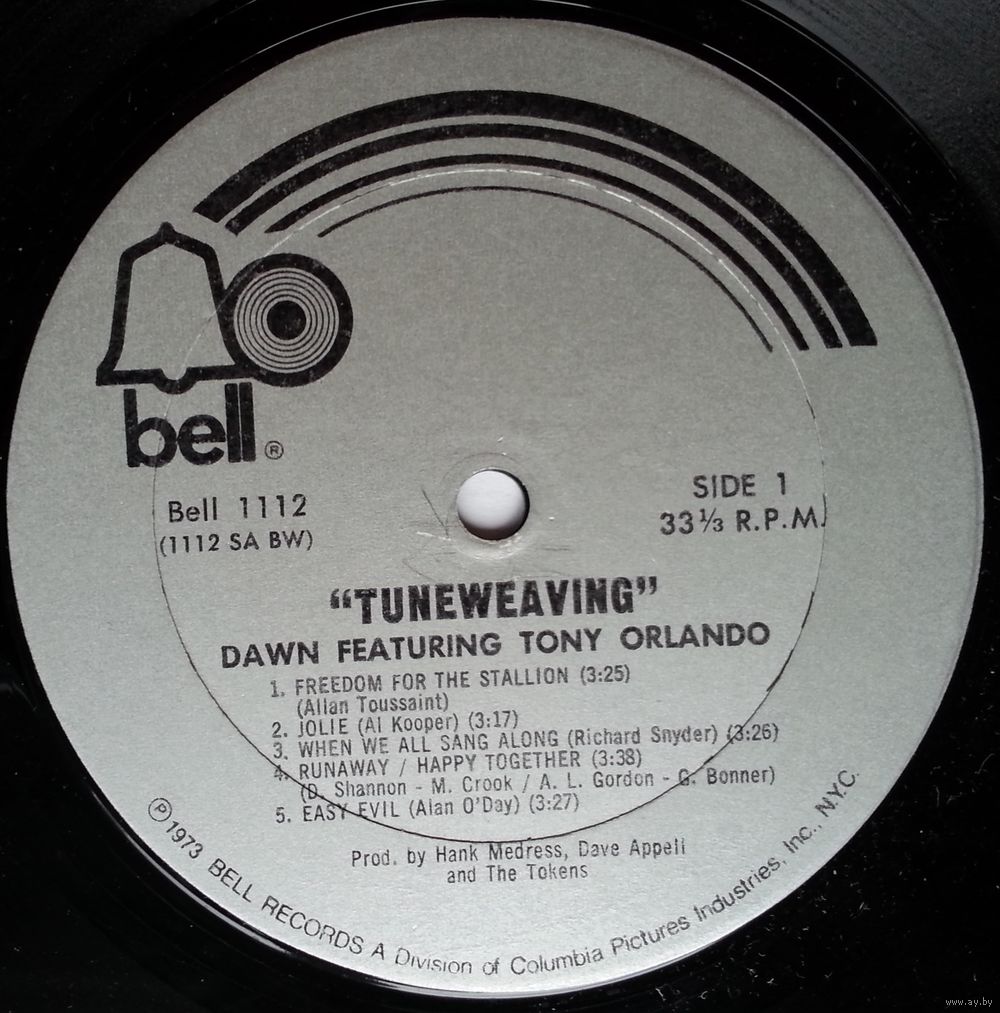 bell ®
Bell 1112
(1112 SA BW)
SIDE 1
33⅓ R.P.M.
“TUNEWEAVING”
DAWN FEATURING TONY ORLANDO
1. FREEDOM FOR THE STALLION (3:25)
(Allan Toussaint)
2. JOLIE (Al Kooper) (3:17)
3. WHEN WE ALL SANG ALONG (Richard Snyder) (3:26)
4. RUNAWAY / HAPPY TOGETHER (3:38)
(D. Shannon - M. Crook / A. L. Gordon - G. Bonner)
5. EASY EVIL (Alan O'Day) (3:27)
Prod. by Hank Medress, Dave Appell
and The Tokens
℗ 1973 BELL RECORDS A Division of Columbia Pictures Industries, Inc., N.Y.C.
www.ay.by